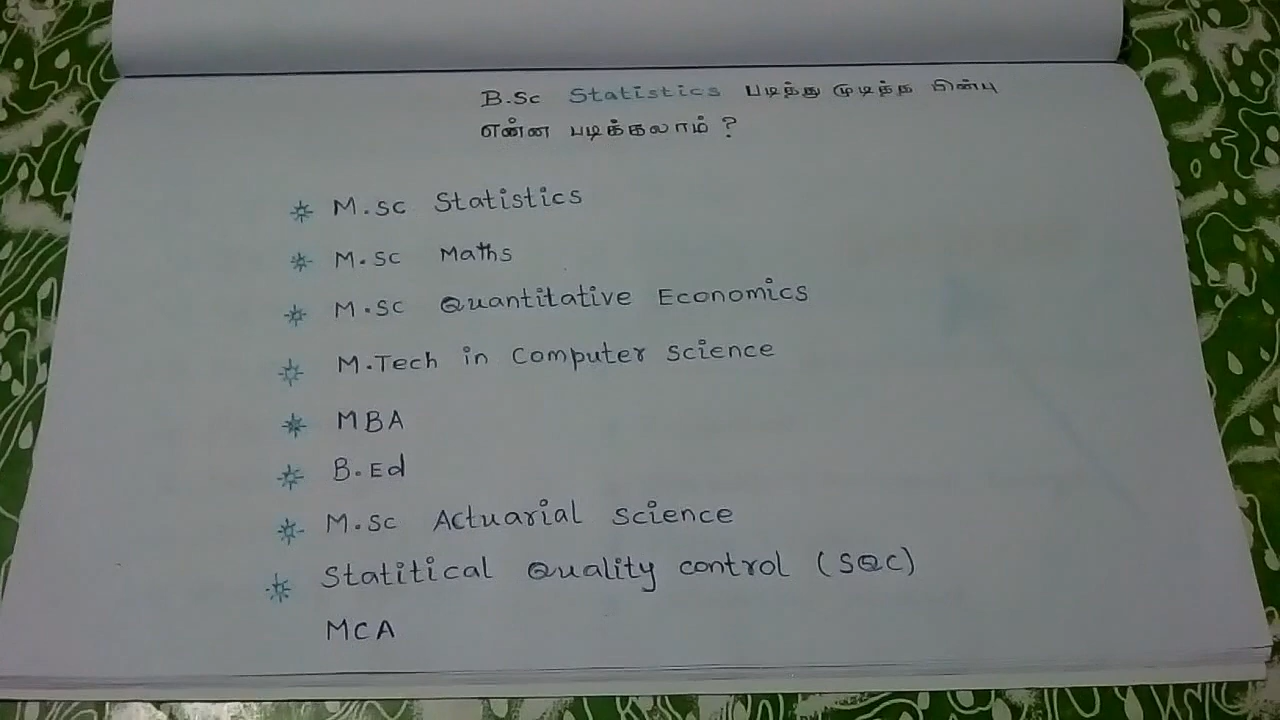 B.Sc Statistics படித்து முடித்த பின்பு
என்ன படிக்கலாம் ?
M.Sc Statistics
M.Sc Maths
M.Sc Quantitative Economics
M.Tech in Computer Science
MBA
B.Ed
M.Sc Actuarial Science
Statitical Quality control (SQC)
MCA